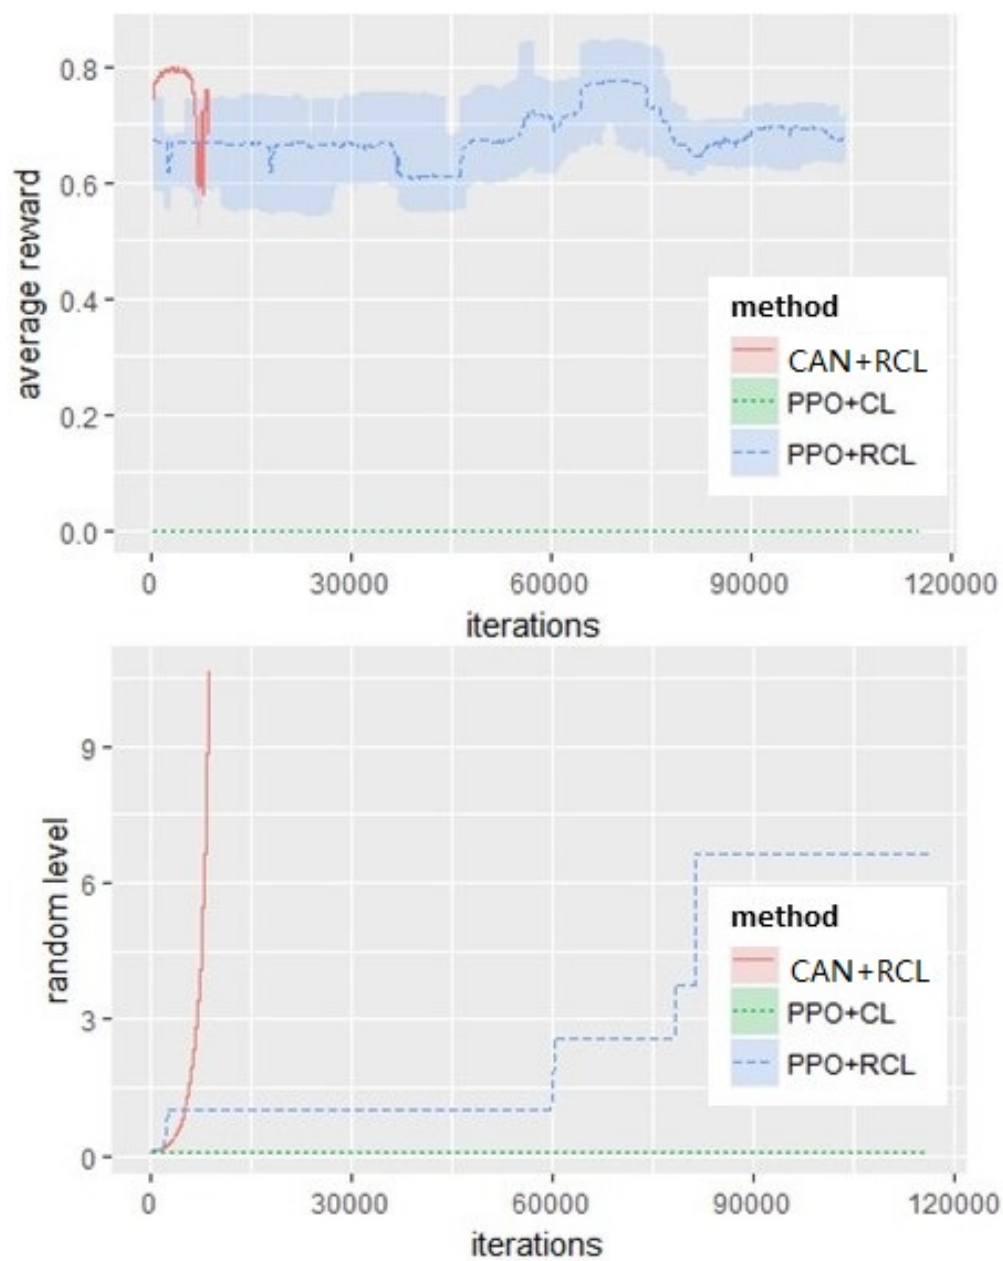 average reward
0.8
0.6
0.4
0.2
0.0
method
CAN+RCL
PPO+CL
PPO+RCL
0 30000 60000 90000 120000
iterations
random level
9
6
3
0
method
CAN+RCL
PPO+CL
PPO+RCL
0 30000 60000 90000 120000
iterations